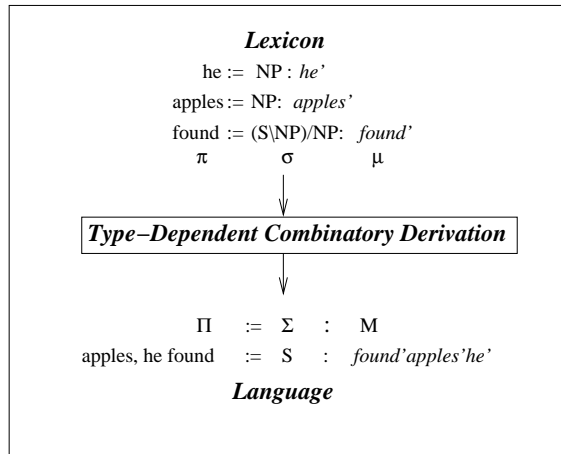 Lexicon
he := NP : he'
apples := NP: apples'
found := (S\NP)/NP: found'
π σ μ
Type–Dependent Combinatory Derivation
Π := Σ : M
apples, he found := S : found'apples'he'
Language